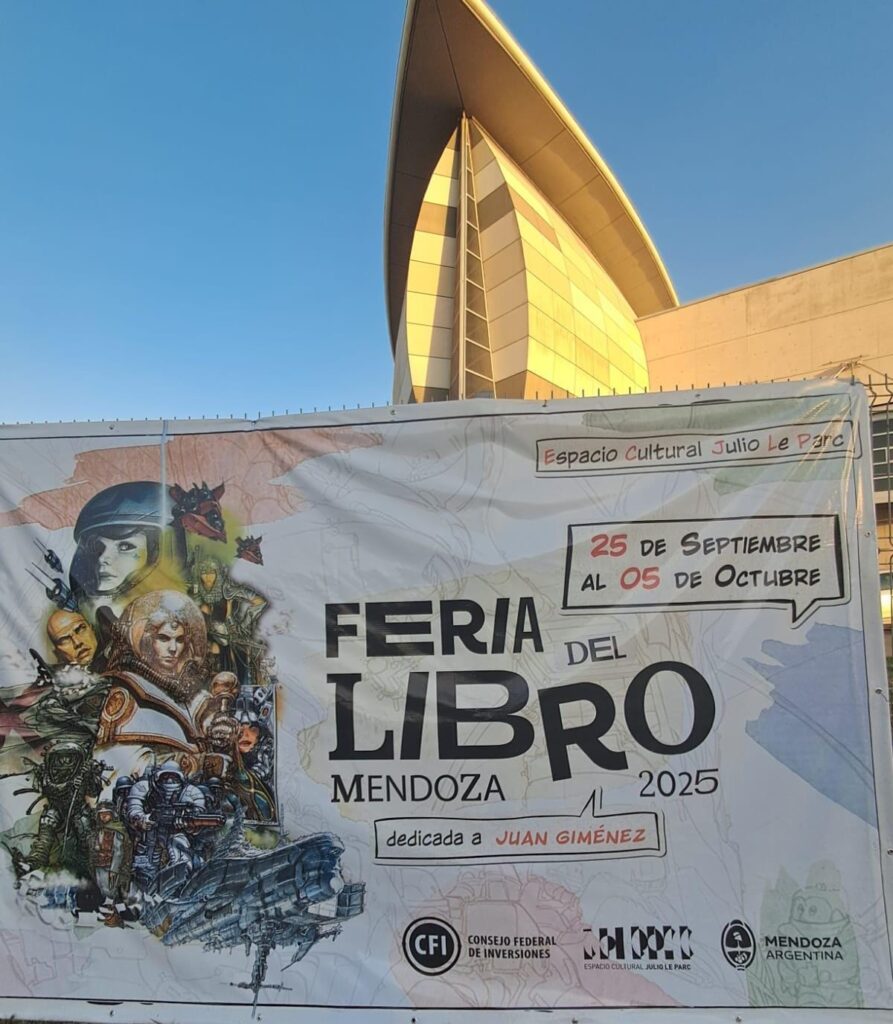 Espacio Cultural Julio Le Parc
25 de Septiembre
al 05 de Octubre
FERIA DEL
LIBRO
MENDOZA 2025
dedicada a JUAN GIMÉNEZ
CFI
CONSEJO FEDERAL
DE INVERSIONES
ESPACIO CULTURAL JULIO LE PARC
MENDOZA
ARGENTINA